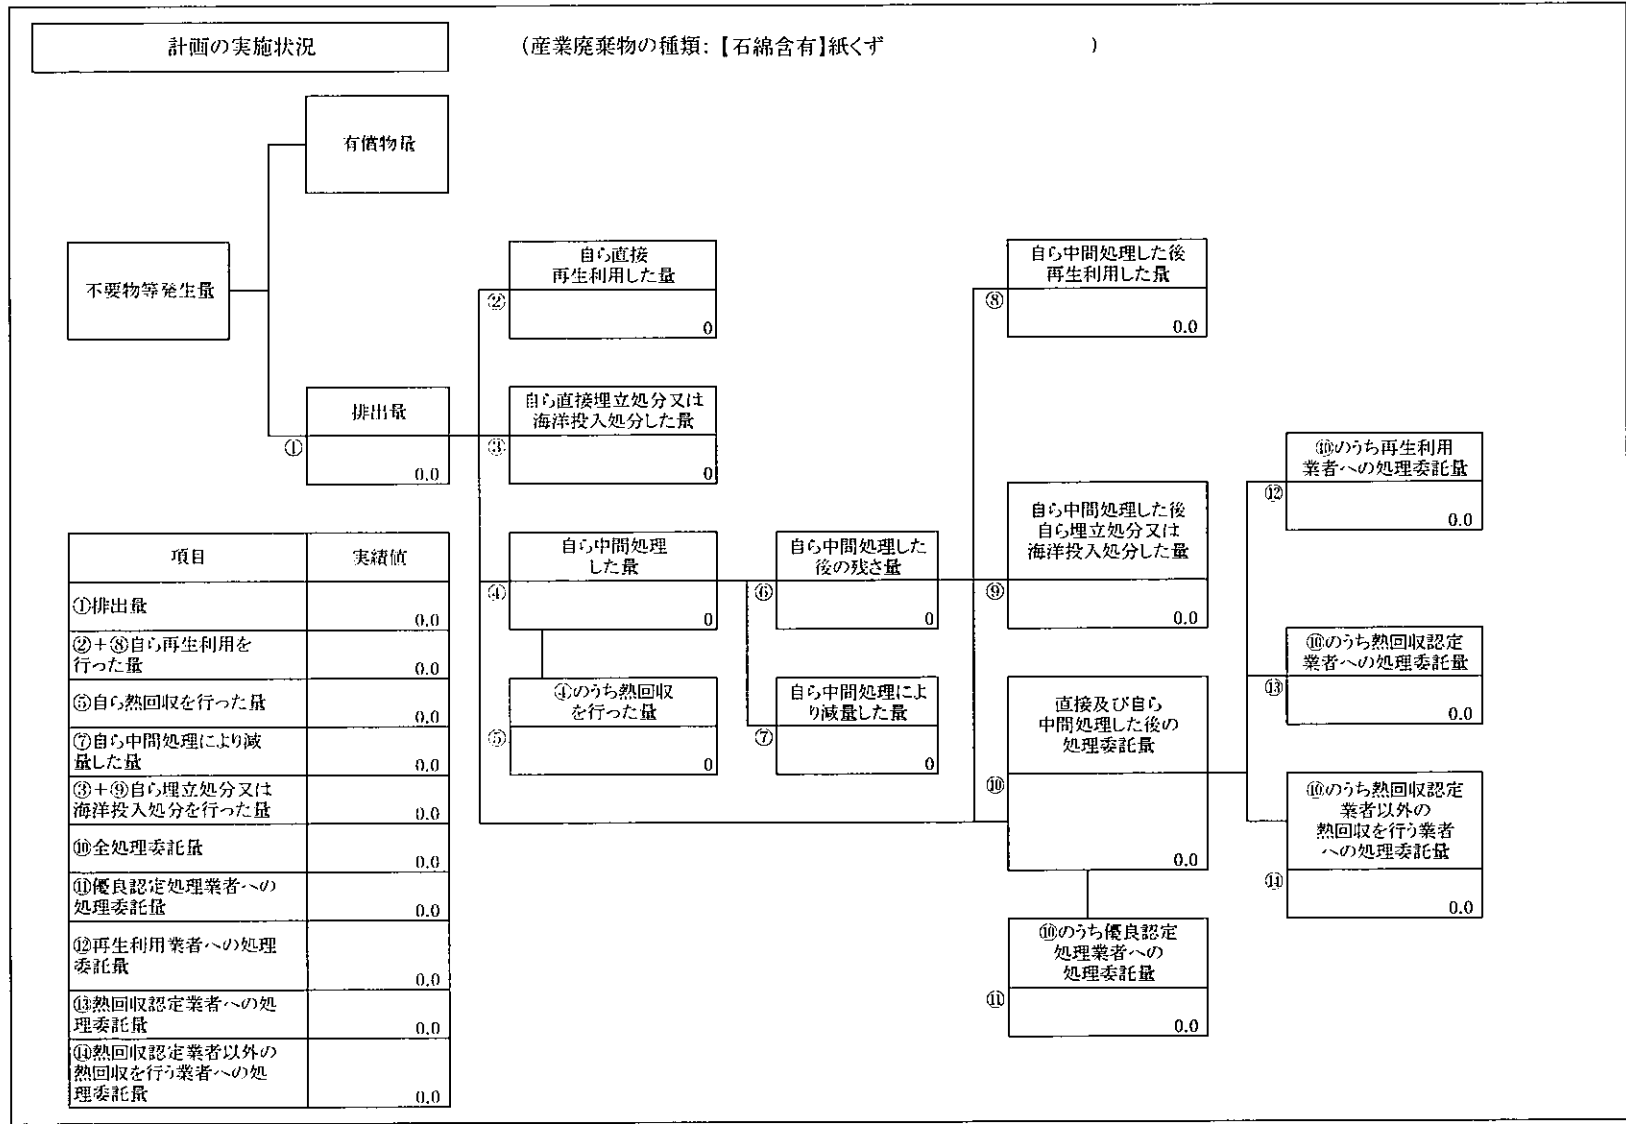 計画の実施状況
(産業廃棄物の種類:【石綿含有】紙くず )
有償物量
不要物等発生量
自ら直接
再生利用した量
②
0
自ら中間処理した後
再生利用した量
⑧
0.0
排出量
①
0.0
自ら直接埋立処分又は
海洋投入処分した量
③
0
⑩のうち再生利用
業者への処理委託量
⑫
0.0
自ら中間処理した後
自ら埋立処分又は
海洋投入処分した量
⑨
0.0
自ら中間処理
した量
④
0
自ら中間処理した
後の残さ量
⑥
0
⑩のうち熱回収認定
業者への処理委託量
⑬
0.0
④のうち熱回収
を行った量
⑤
0
自ら中間処理によ
り減量した量
⑦
0
直接及び自ら
中間処理した後の
処理委託量
⑩
0.0
⑩のうち熱回収認定
業者以外の
熱回収を行う業者
への処理委託量
⑭
0.0
⑩のうち優良認定
処理業者への
処理委託量
⑪
0.0
項目 実績値
①排出量
0.0
②+⑧自ら再生利用を
行った量 0.0
⑤自ら熱回収を行った量
0.0
⑦自ら中間処理により減
量した量 0.0
③+⑨自ら埋立処分又は
海洋投入処分を行った量 0.0
⑩全処理委託量
0.0
⑪優良認定処理業者への
処理委託量 0.0
⑫再生利用業者への処理
委託量
0.0
⑬熱回収認定業者への処
理委託量 0.0
⑭熱回収認定業者以外の
熱回収を行う業者への処
理委託量 0.0